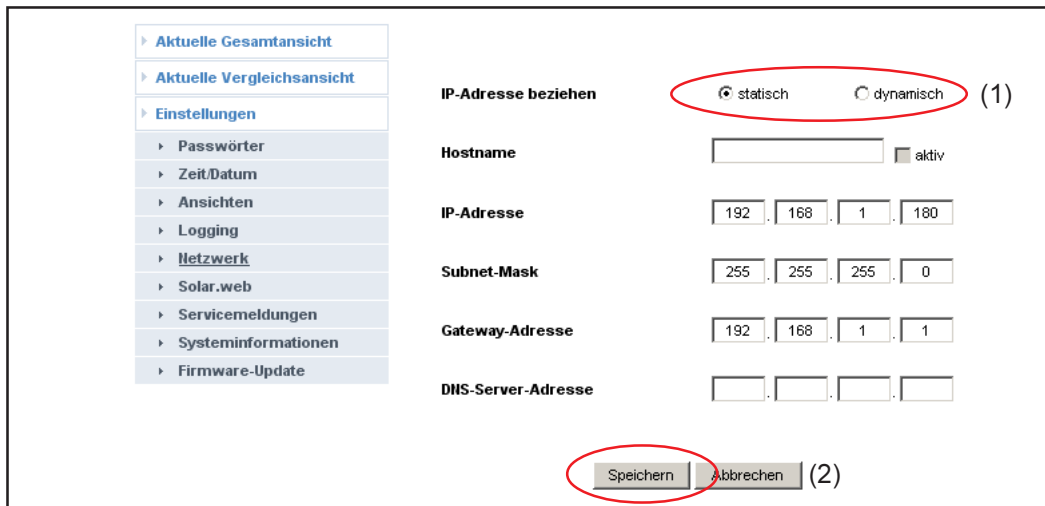 Aktuelle Gesamtansicht
Aktuelle Vergleichsansicht
Einstellungen
Passwörter
Zeit/Datum
Ansichten
Logging
Netzwerk
Solar.web
Servicemeldungen
Systeminformationen
Firmware-Update
IP-Adresse beziehen statisch dynamisch (1)
Hostname aktiv
IP-Adresse 192 . 168 . 1 . 180
Subnet-Mask 255 . 255 . 255 . 0
Gateway-Adresse 192 . 168 . 1 . 1
DNS-Server-Adresse . . .
Speichern Abbrechen (2)